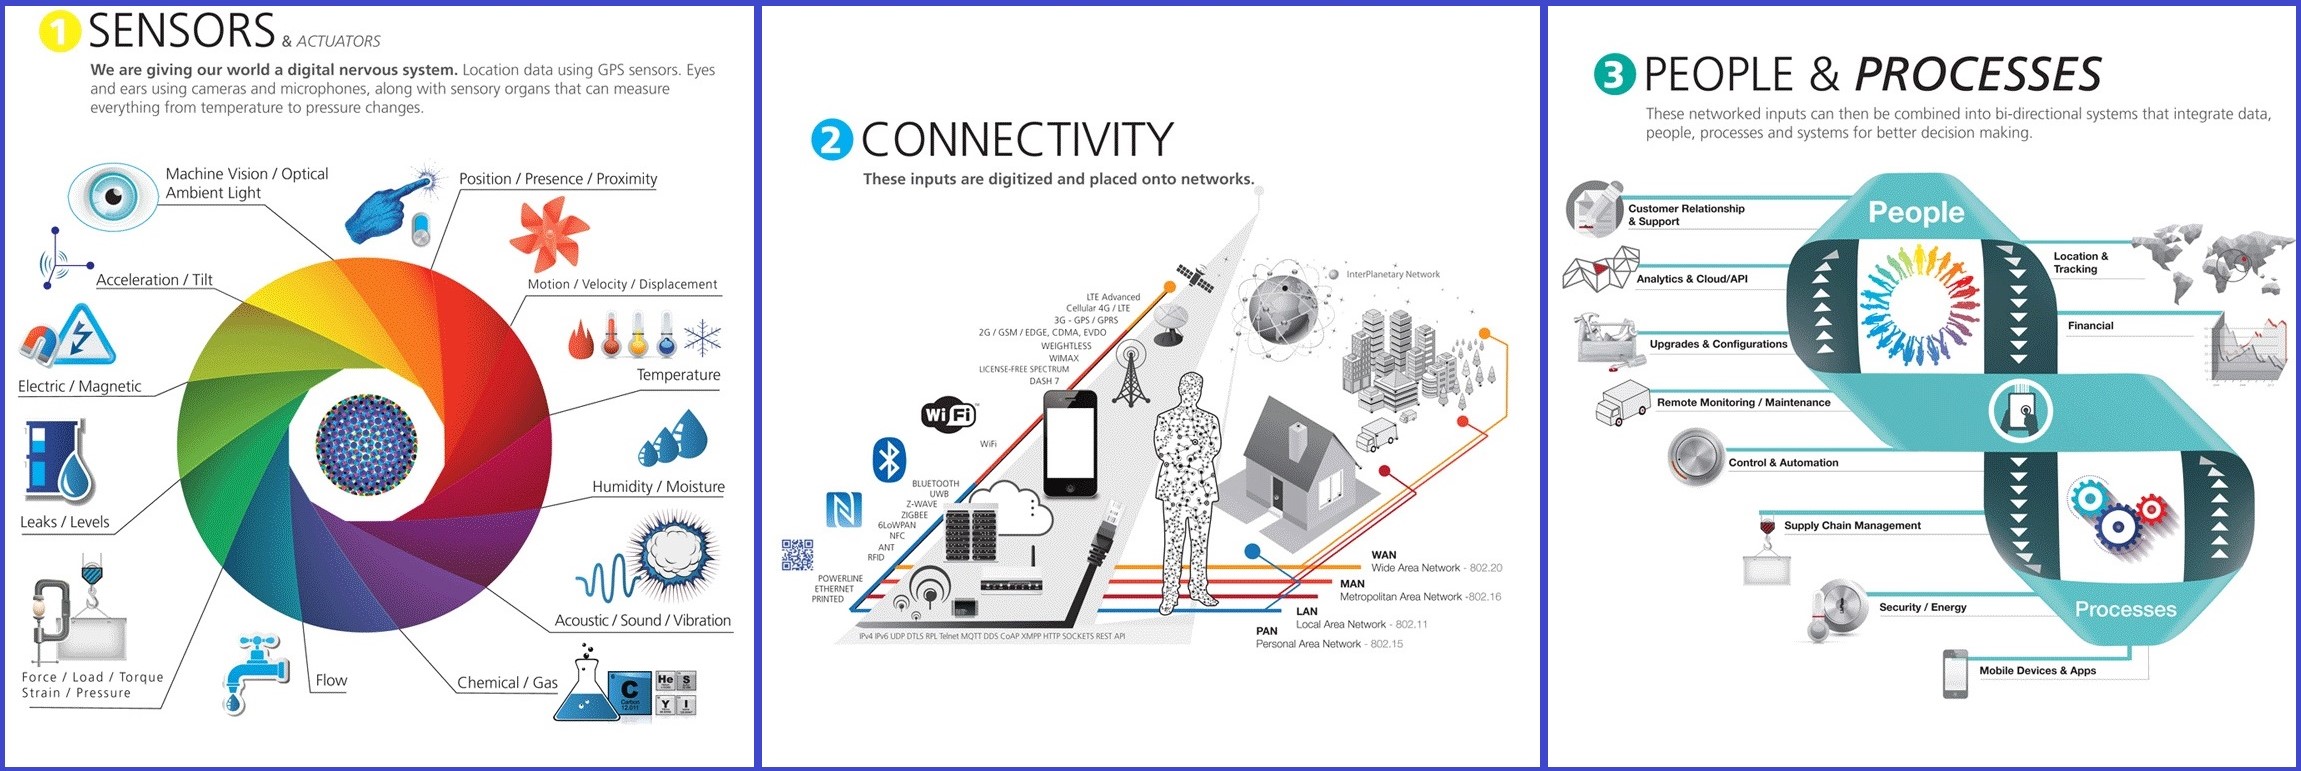 1 SENSORS & ACTUATORS
We are giving our world a digital nervous system. Location data using GPS sensors. Eyes
and ears using cameras and microphones, along with sensory organs that can measure
everything from temperature to pressure changes.
Machine Vision / Optical
Ambient Light
Position / Presence / Proximity
Acceleration / Tilt
Motion / Velocity / Displacement
Electric / Magnetic
Temperature
Humidity / Moisture
Leaks / Levels
Acoustic / Sound / Vibration
Force / Load / Torque
Strain / Pressure
Flow
Chemical / Gas
C
Carbon
12.011
He
S
Y
I
2 CONNECTIVITY
These inputs are digitized and placed onto networks.
InterPlanetary Network
LTE Advanced
Cellular 4G / LTE
3G - GPS / GPRS
2G / GSM / EDGE, CDMA, EVDO
WEIGHTLESS
WIMAX
LICENSE-FREE SPECTRUM
DASH 7
Wi Fi
WiFi
BLUETOOTH
UWB
Z-WAVE
ZIGBEE
6LoWPAN
NFC
ANT
RFID
POWERLINE
ETHERNET
PRINTED
WAN
Wide Area Network - 802.20
MAN
Metropolitan Area Network -802.16
LAN
Local Area Network - 802.11
PAN
Personal Area Network - 802.15
IPv4 IPv6 UDP DTLS RPL Telnet MQTT DDS CoAP XMPP HTTP SOCKETS REST API
3 PEOPLE & PROCESSES
These networked inputs can then be combined into bi-directional systems that integrate data,
people, processes and systems for better decision making.
People
Customer Relationship
& Support
Location &
Tracking
Analytics & Cloud/API
Financial
Upgrades & Configurations
Remote Monitoring / Maintenance
Control & Automation
Supply Chain Management
Security / Energy
Processes
Mobile Devices & Apps